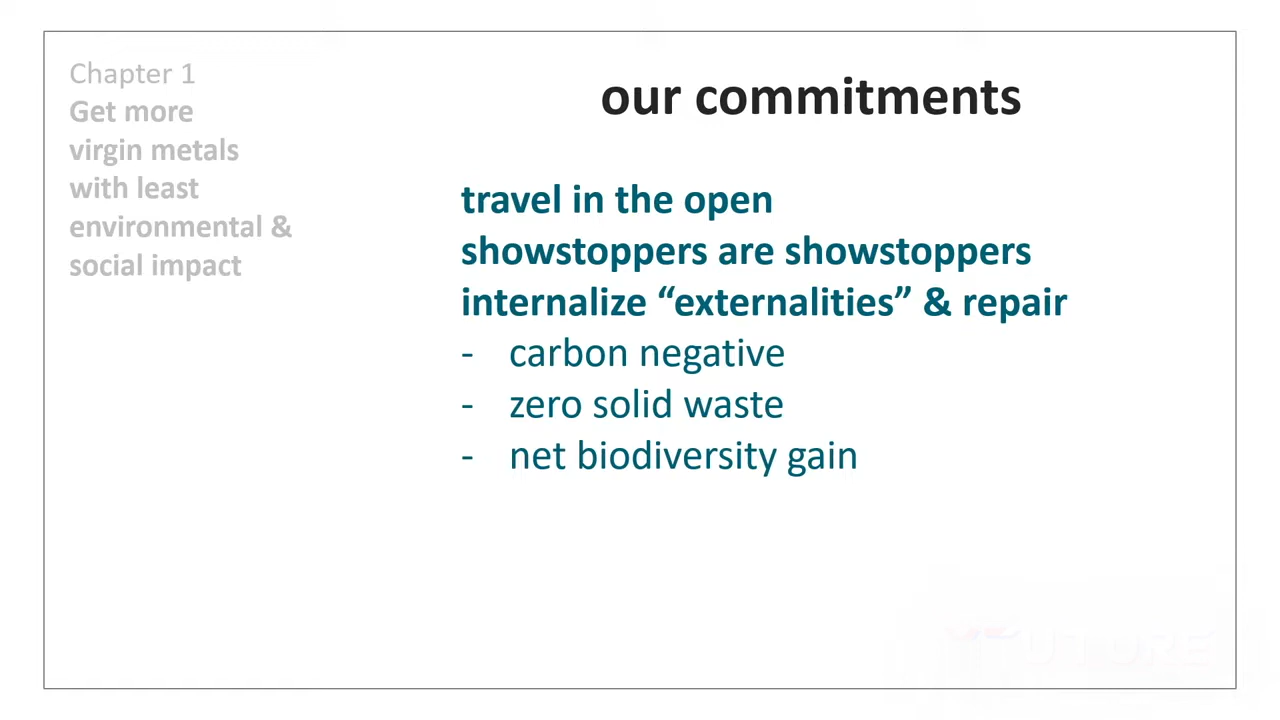 Chapter 1
Get more
virgin metals
with least
environmental &
social impact
our commitments
travel in the open
showstoppers are showstoppers
internalize “externalities” & repair
- carbon negative
- zero solid waste
- net biodiversity gain